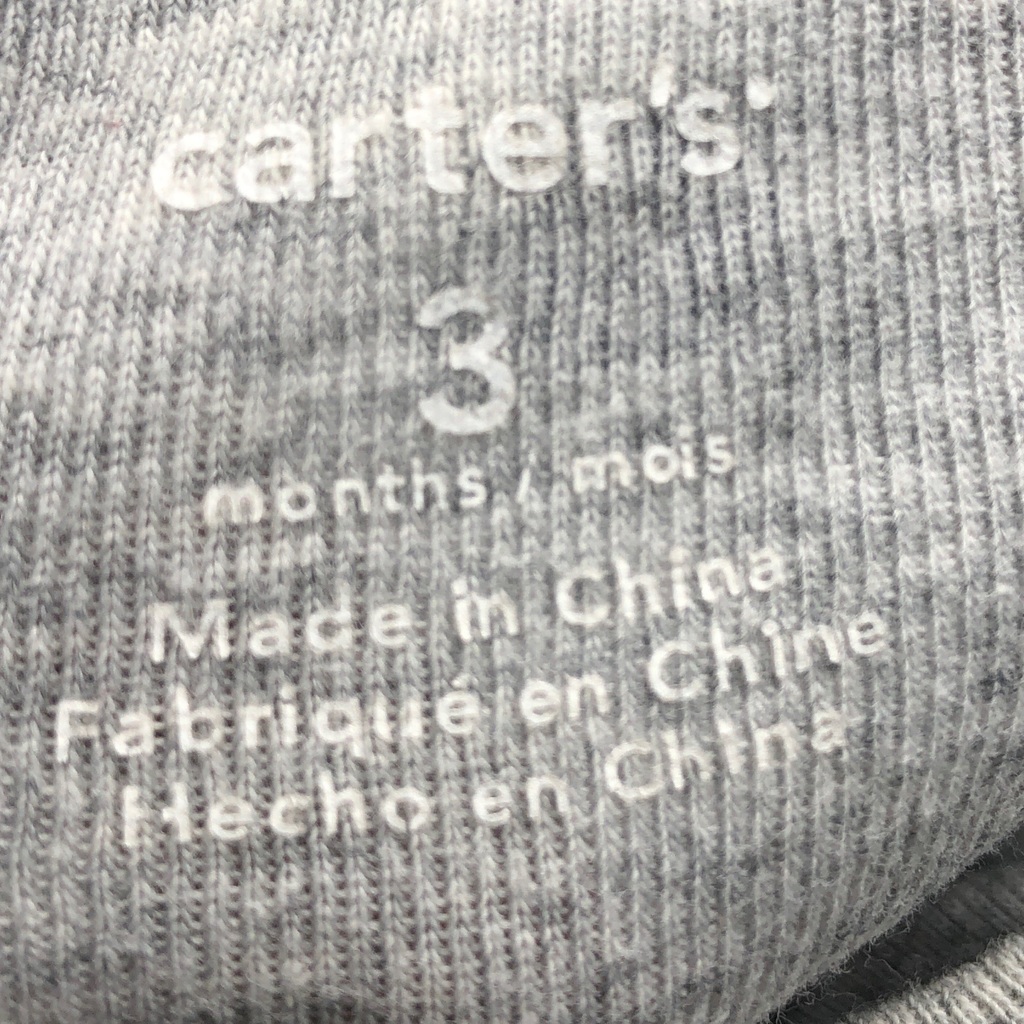 carter's
3
months / mois
Made in China
Fabriqué en Chine
Hecho en China